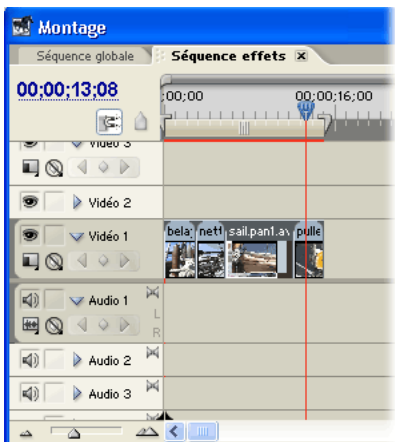 Montage
Séquence globale
Séquence effets
00;00;13;08
;00;00
00;00;16;00
Vidéo 3
Vidéo 2
Vidéo 1
bela
nett
sail.pan1.av
pulle
Audio 1
L
R
Audio 2
Audio 3